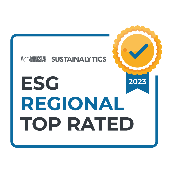 SUSTAINALYTICS
2023
ESG
REGIONAL
TOP RATED